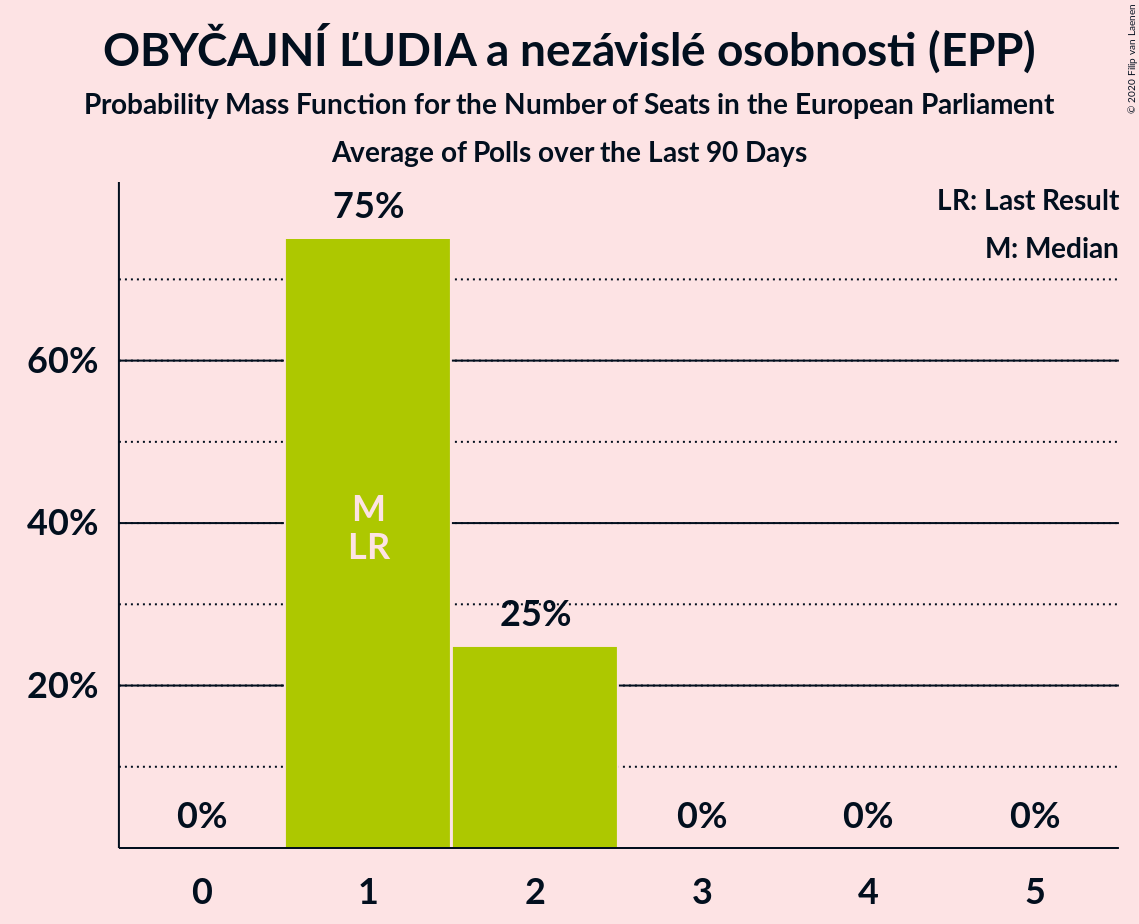 OBYČAJNÍ ĽUDIA a nezávislé osobnosti (EPP)
Probability Mass Function for the Number of Seats in the European Parliament
Average of Polls over the Last 90 Days
© 2020 Filip van Laenen
LR: Last Result
M: Median
75%
60%
40%
20%
M
LR
25%
0%
0%
0%
0%
0 1 2 3 4 5